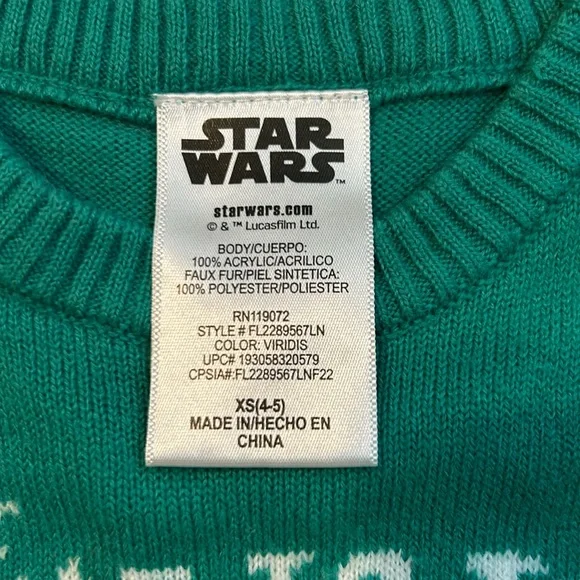 STAR
WARS™
starwars.com
© & ™ Lucasfilm Ltd.
BODY/CUERPO:
100% ACRYLIC/ACRILICO
FAUX FUR/PIEL SINTETICA:
100% POLYESTER/POLIESTER
RN119072
STYLE # FL2289567LN
COLOR: VIRIDIS
UPC# 193058320579
CPSIA#:FL2289567LNF22
XS(4-5)
MADE IN/HECHO EN
CHINA